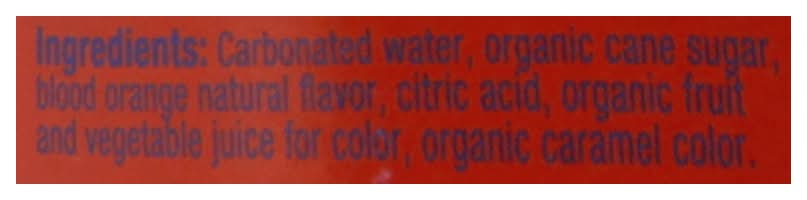 Ingredients: Carbonated water, organic cane sugar,
blood orange natural flavor, citric acid, organic fruit
and vegetable juice for color, organic caramel color.